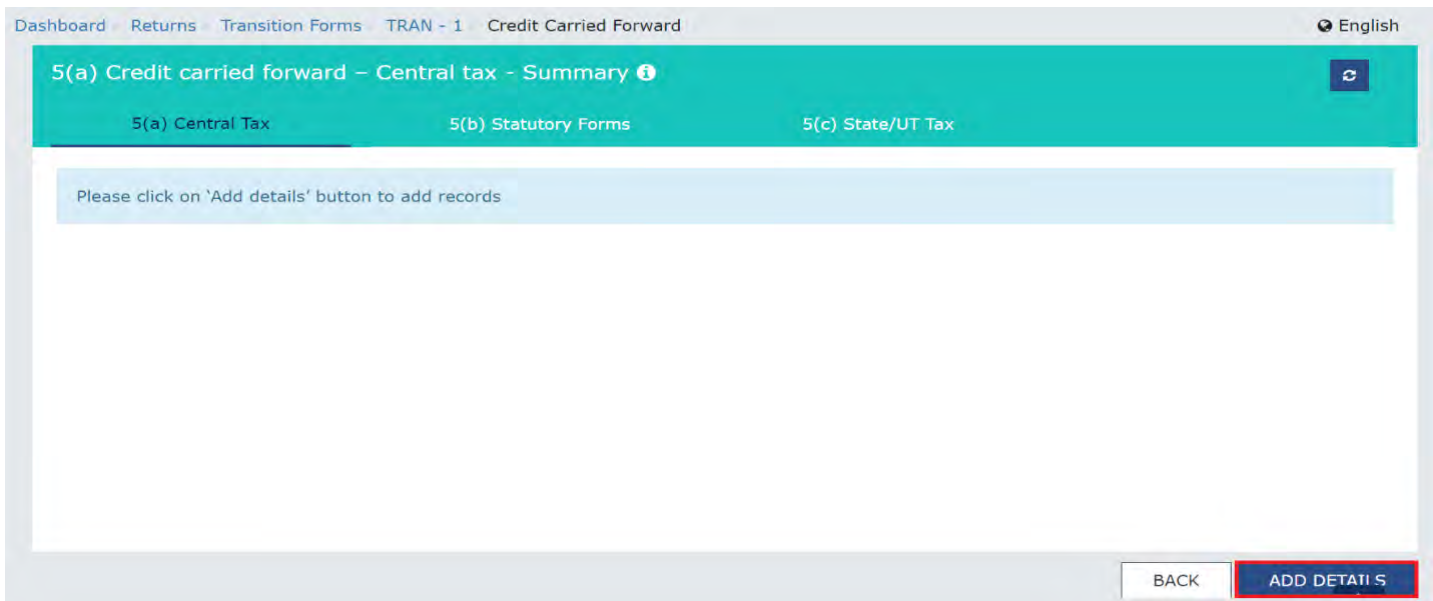 Dashboard Returns Transition Forms TRAN - 1 Credit Carried Forward English
5(a) Credit carried forward – Central tax - Summary
5(a) Central Tax 5(b) Statutory Forms 5(c) State/UT Tax
Please click on ‘Add details’ button to add records
BACK ADD DETAILS